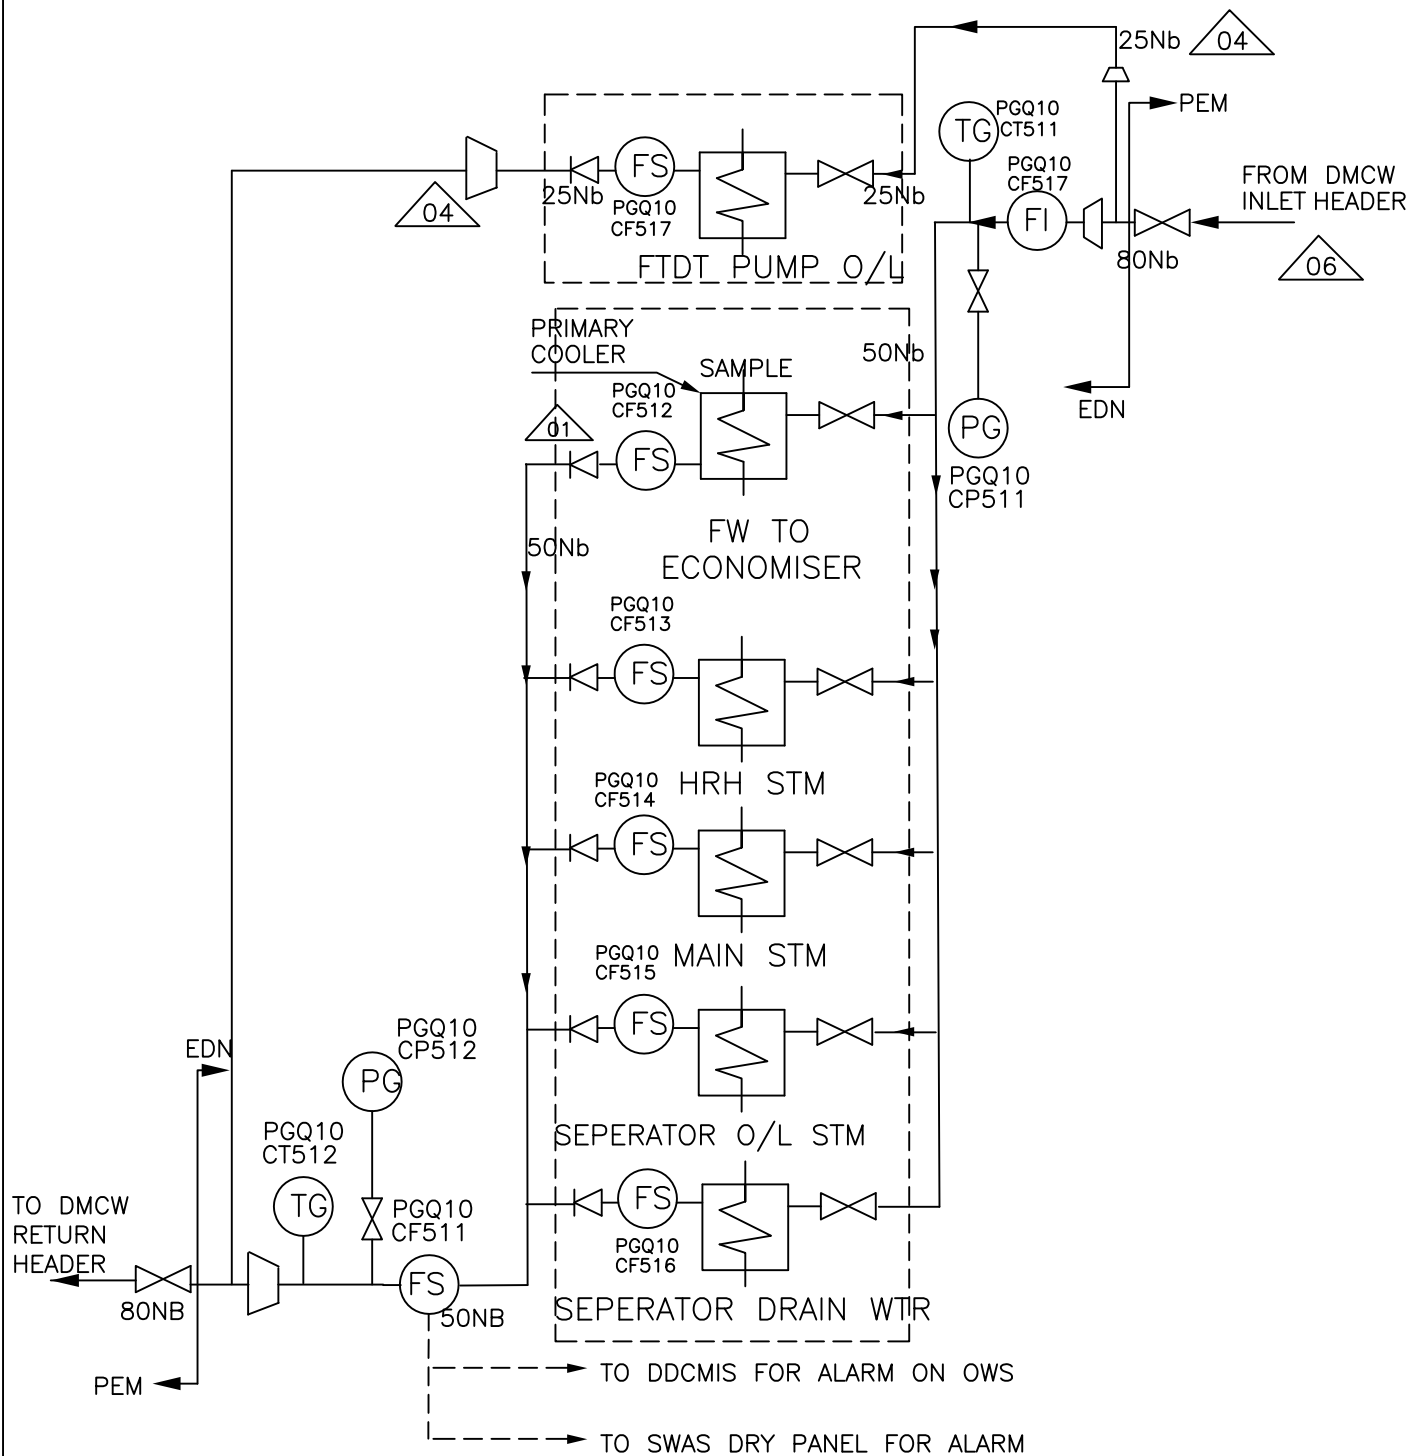 25Nb
04
PEM
PGQ10
CT511
TG
PGQ10
CF517
FI
FROM DMCW
INLET HEADER
06
80Nb
EDN
FS
25Nb
PGQ10
CF517
25Nb
FTDT PUMP O/L
04
PRIMARY
COOLER
SAMPLE
50Nb
PGQ10
CF512
01
FS
PG
PGQ10
CP511
FW TO
ECONOMISER
50Nb
PGQ10
CF513
FS
HRH STM
PGQ10
CF514
FS
MAIN STM
PGQ10
CF515
FS
SEPERATOR O/L STM
FS
PGQ10
CF516
SEPERATOR DRAIN WTR
EDN
PGQ10
CP512
PG
PGQ10
CT512
TG
PGQ10
CF511
FS
50NB
TO DMCW
RETURN
HEADER
80NB
PEM
TO DDCMIS FOR ALARM ON OWS
TO SWAS DRY PANEL FOR ALARM